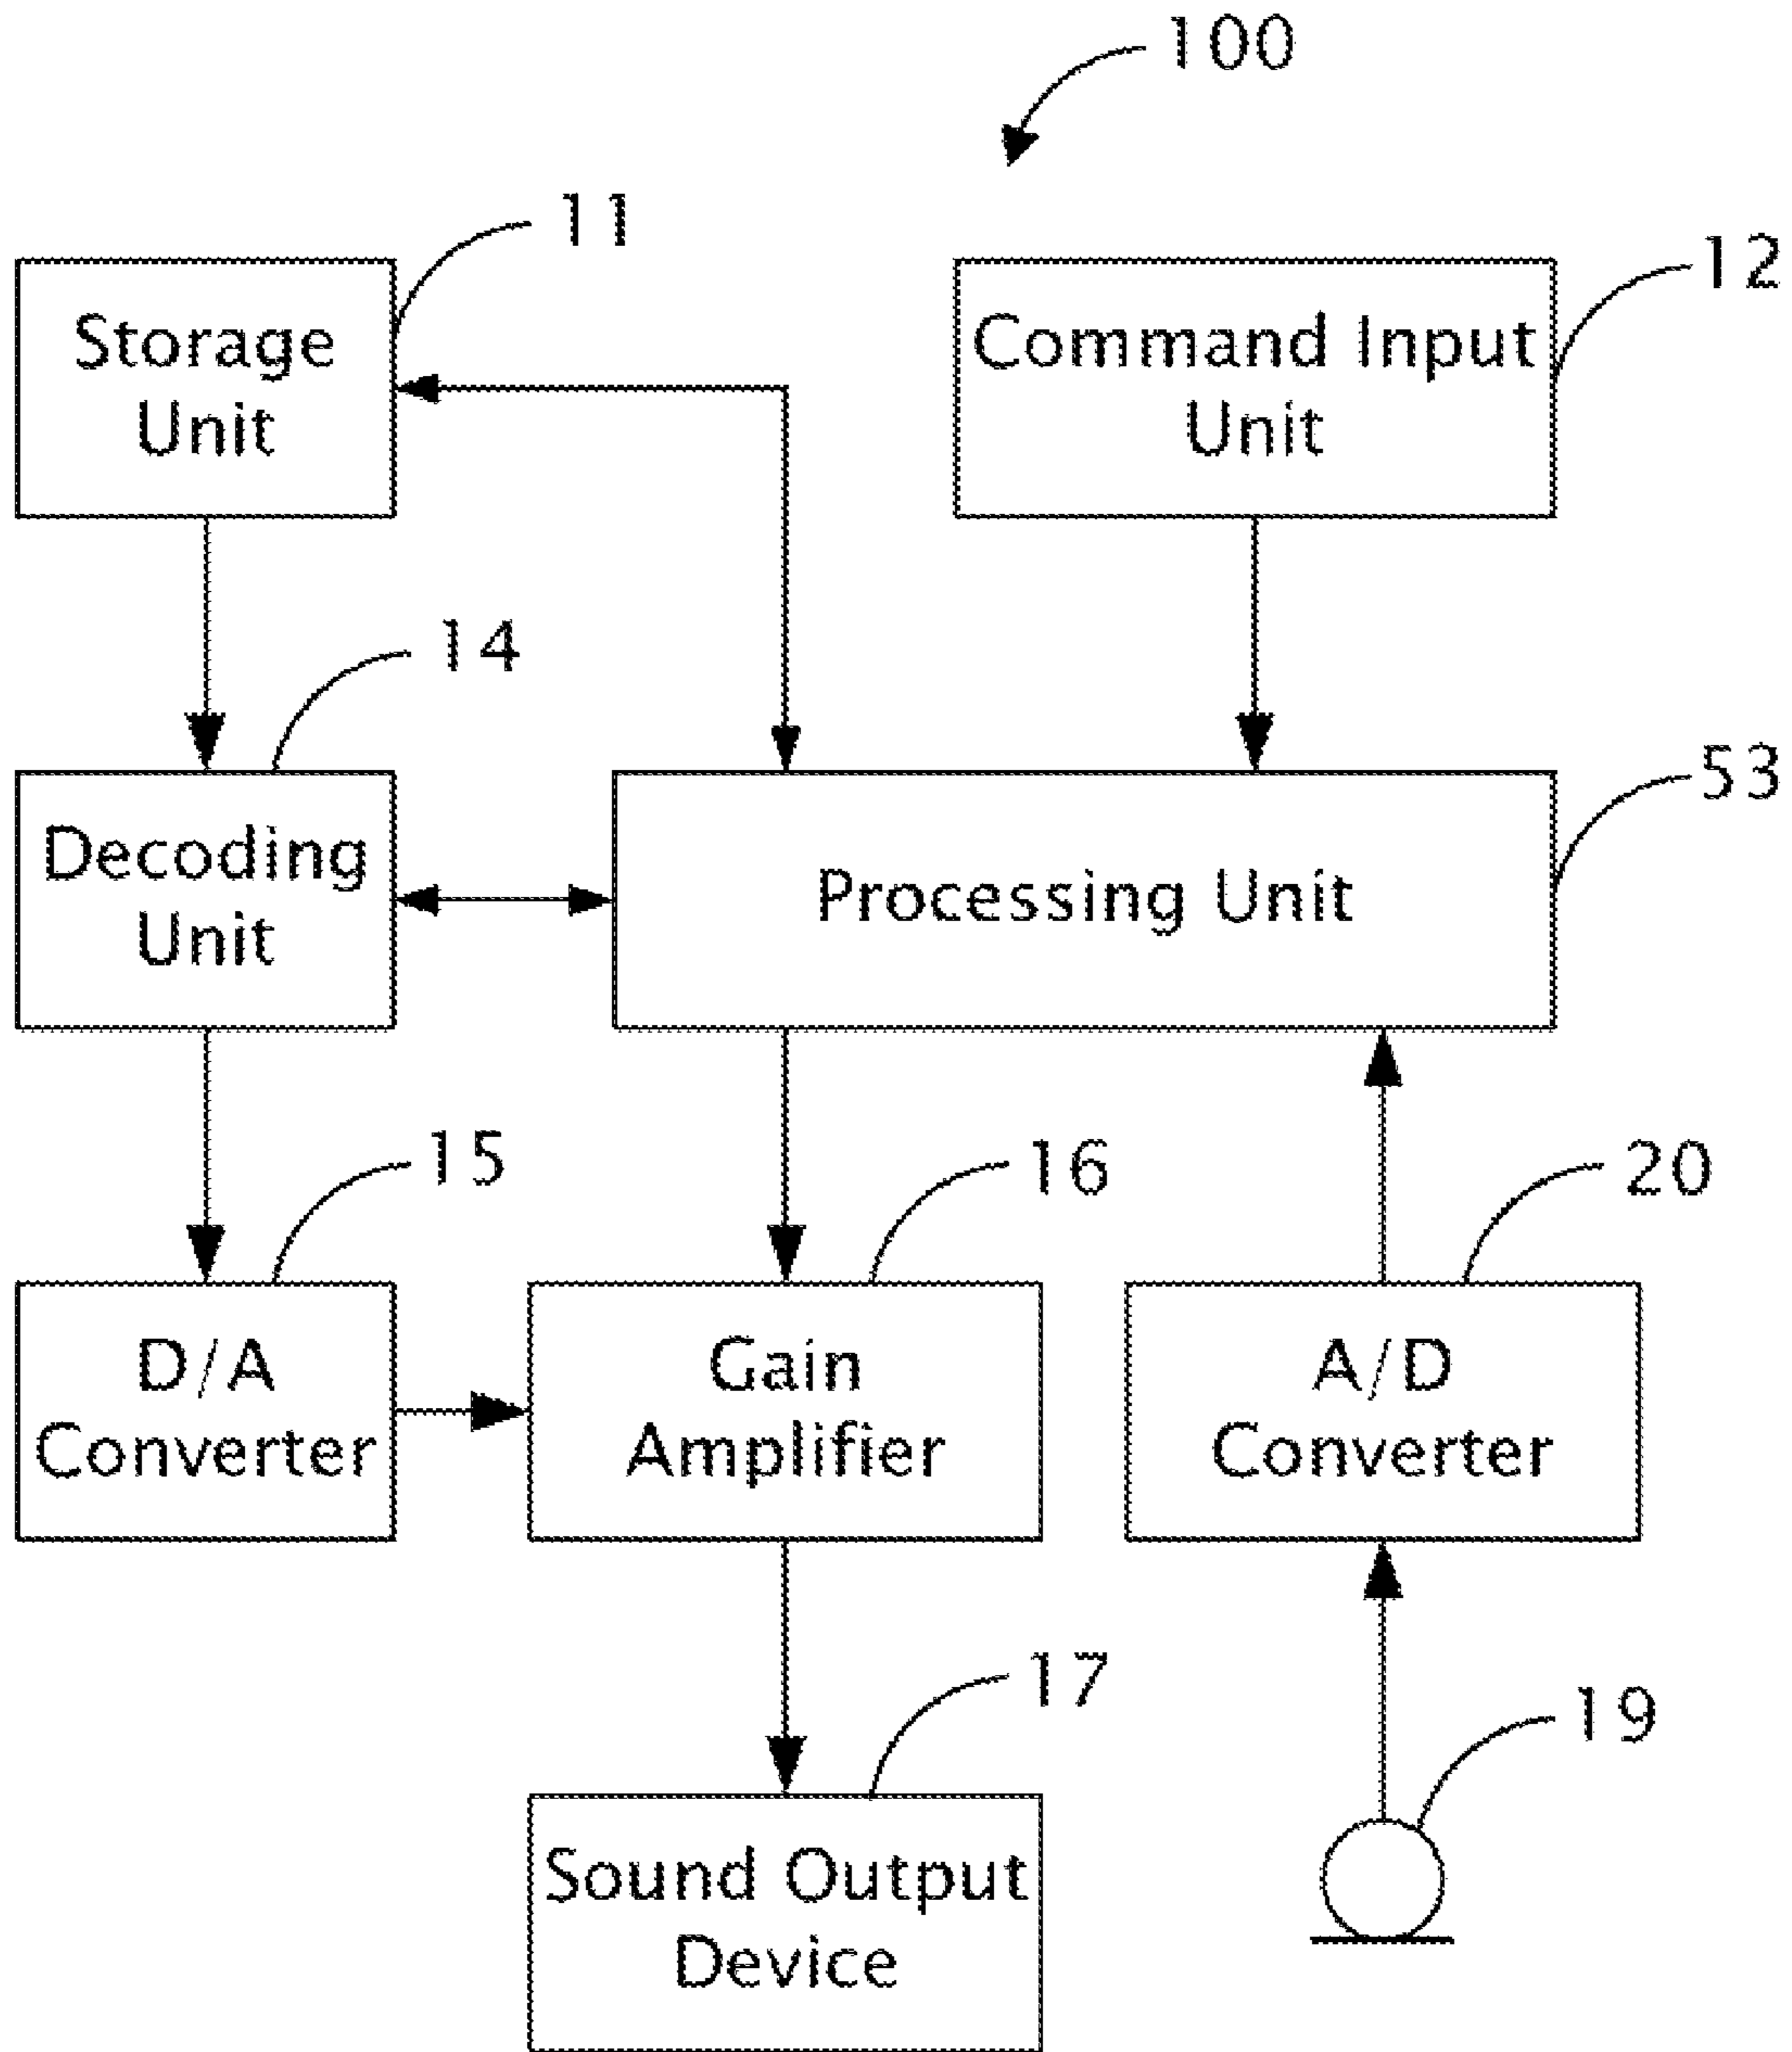 100
11
12
Storage
Unit
Command Input
Unit
14
53
Decoding
Unit
Processing Unit
15
16
20
D/A
Converter
Gain
Amplifier
A/D
Converter
17
19
Sound Output
Device